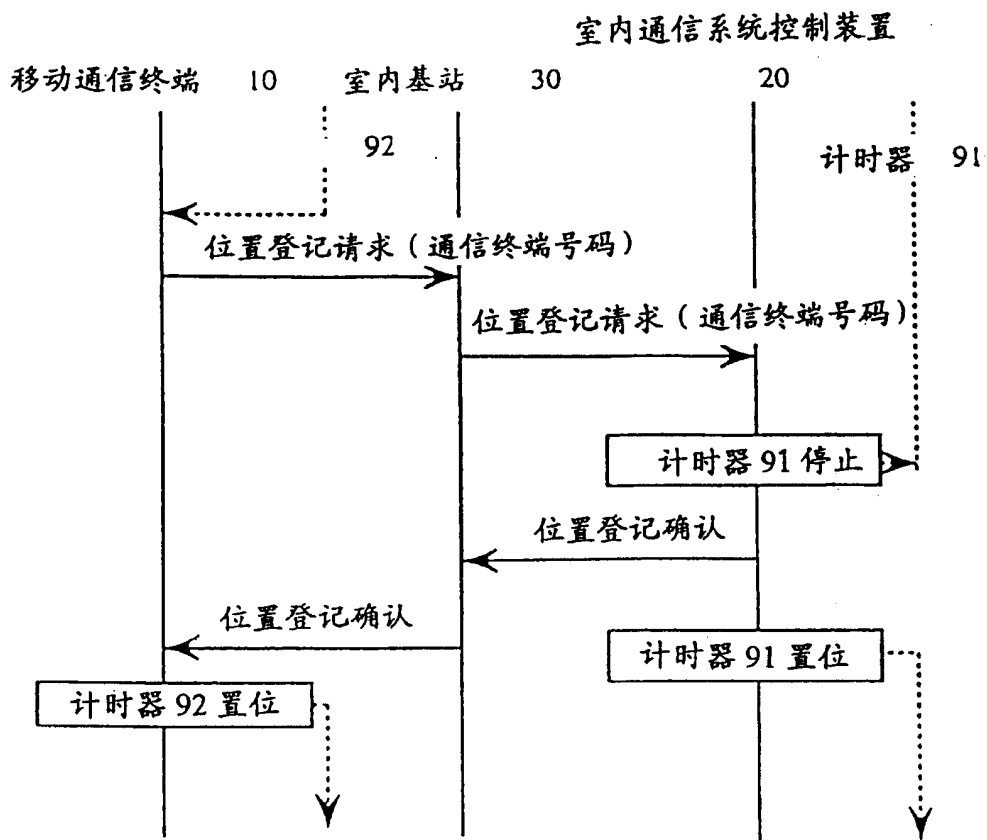 室内通信系统控制装置
移动通信终端 10 室内基站 30 20
92
计时器 91
位置登记请求（通信终端号码）
位置登记请求（通信终端号码）
计时器 91 停止
位置登记确认
位置登记确认
计时器 91 置位
计时器 92 置位